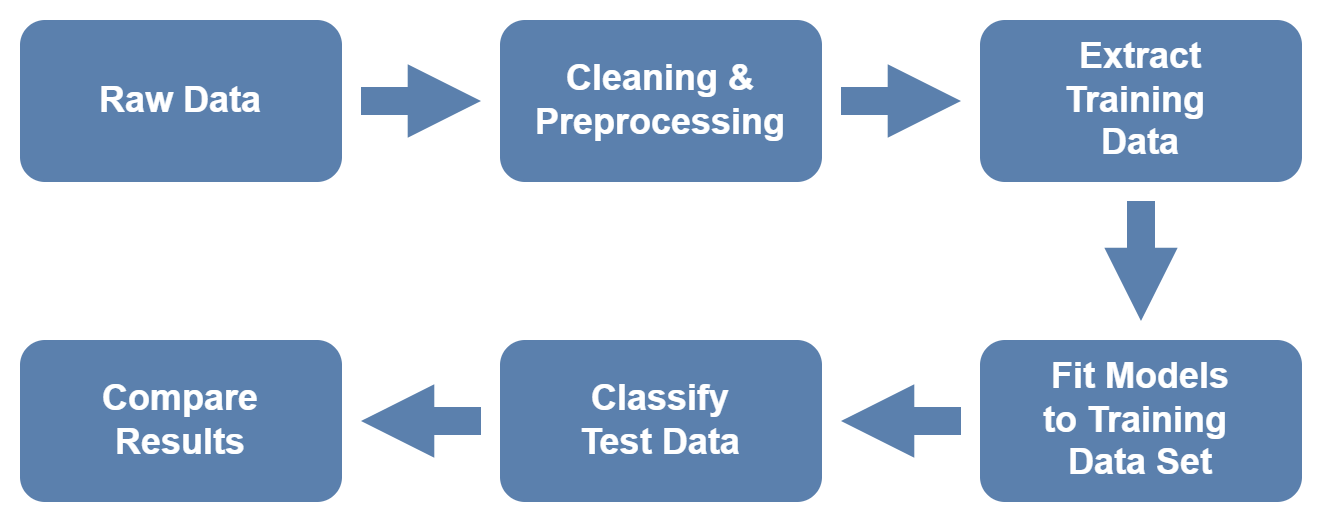 Raw Data
Cleaning &
Preprocessing
Extract
Training
Data
Fit Models
to Training
Data Set
Classify
Test Data
Compare
Results